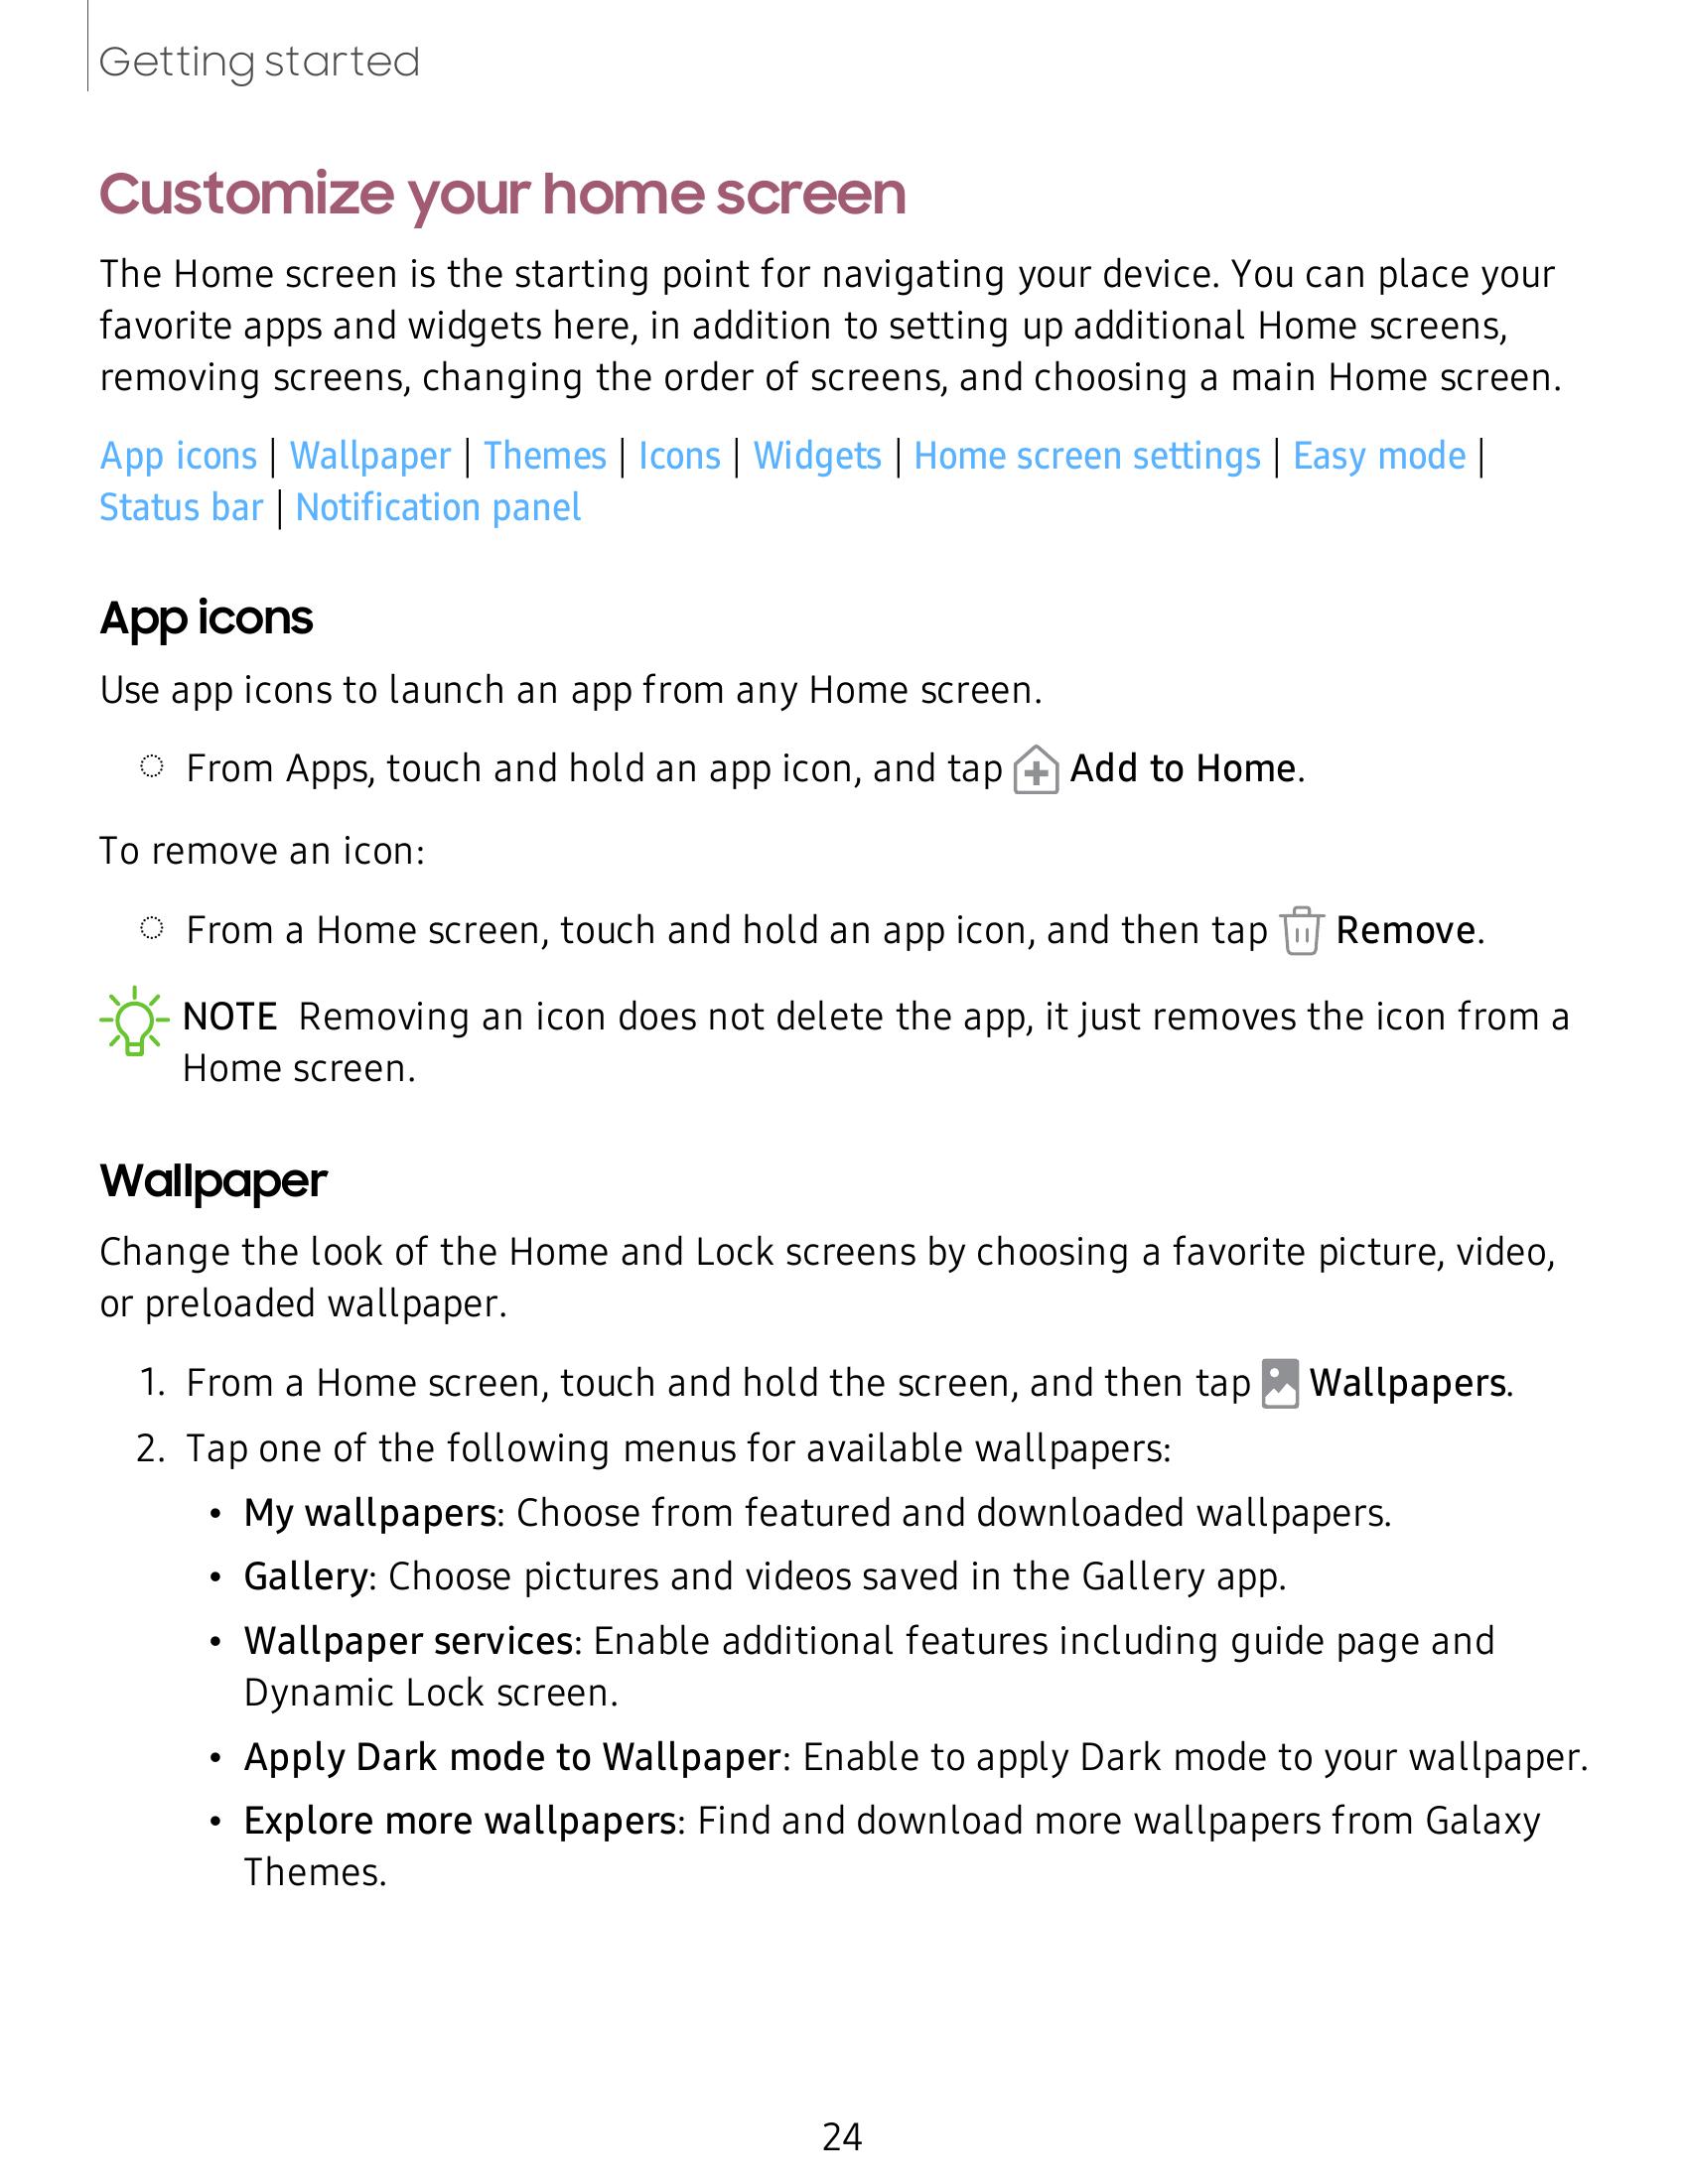 Getting started
Customize your home screen
The Home screen is the starting point for navigating your device. You can place your
favorite apps and widgets here, in addition to setting up additional Home screens,
removing screens, changing the order of screens, and choosing a main Home screen.
App icons | Wallpaper | Themes | Icons | Widgets | Home screen settings | Easy mode |
Status bar | Notification panel
App icons
Use app icons to launch an app from any Home screen.
◌ From Apps, touch and hold an app icon, and tap Add to Home.
To remove an icon:
◌ From a Home screen, touch and hold an app icon, and then tap Remove.
NOTE Removing an icon does not delete the app, it just removes the icon from a
Home screen.
Wallpaper
Change the look of the Home and Lock screens by choosing a favorite picture, video,
or preloaded wallpaper.
1. From a Home screen, touch and hold the screen, and then tap Wallpapers.
2. Tap one of the following menus for available wallpapers:
• My wallpapers: Choose from featured and downloaded wallpapers.
• Gallery: Choose pictures and videos saved in the Gallery app.
• Wallpaper services: Enable additional features including guide page and
Dynamic Lock screen.
• Apply Dark mode to Wallpaper: Enable to apply Dark mode to your wallpaper.
• Explore more wallpapers: Find and download more wallpapers from Galaxy
Themes.
24